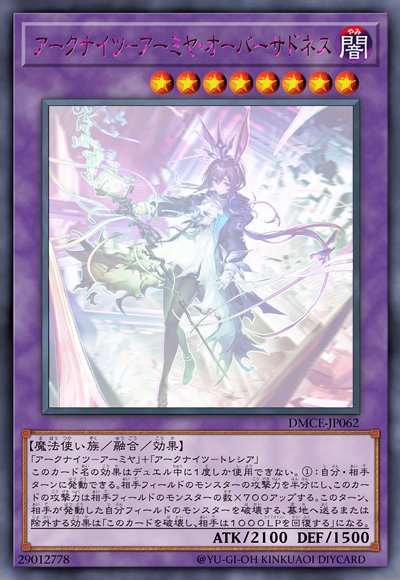 アークナイツーアーミヤ・オーバーサドネス
闇
やみ
DMCE-JP062
【魔法使い族／融合／効果】
「アークナイツーアーミヤ」＋「アークナイツートレシア」
このカード名の効果はデュエル中に1度しか使用できない。①：自分・相手
ターンに発動できる。相手フィールドのモンスターの攻撃力を半分にし、このカー
ドの攻撃力は相手フィールドのモンスターの数×700アップする。このターン、
相手が発動した自分フィールドのモンスターを破壊する、墓地へ送るまたは
除外する効果は「このカードを破壊し、相手は1000LPを回復する」になる。
ATK/2100 DEF/1500
29012778
©YU-GI-OH KINKUAOI DIYCARD